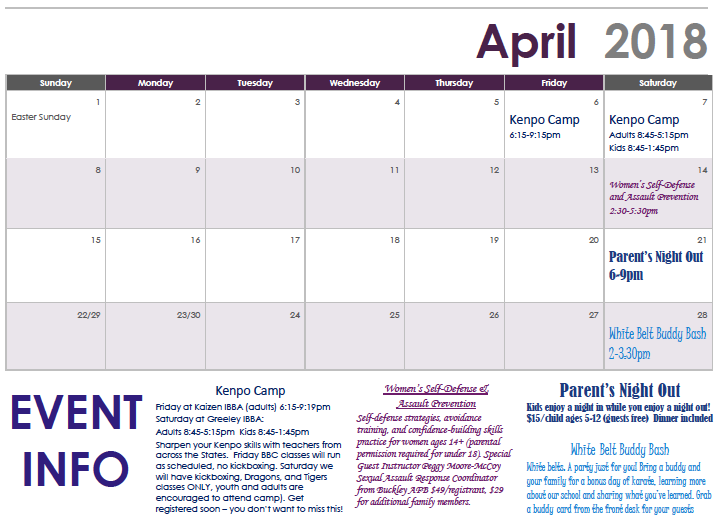 April 2018
Sunday Monday Tuesday Wednesday Thursday Friday Saturday
1 2 3 4 5 6 7
Easter Sunday
Kenpo Camp
6:15-9:15pm
Kenpo Camp
Adults 8:45-5:15pm
Kids 8:45-1:45pm
8 9 10 11 12 13 14
Women's Self-Defense
and Assault Prevention
2:30-5:30pm
15 16 17 18 19 20 21
Parent's Night Out
6-9pm
22/29 23/30 24 25 26 27 28
White Belt Buddy Bash
2-3.30pm
EVENT
INFO
Kenpo Camp
Friday at Kaizen IBBA (adults) 6:15-9:19pm
Saturday at Greeley IBBA:
Adults 8:45-5:15pm Kids 8:45-1:45pm
Sharpen your Kenpo skills with teachers from
across the States. Friday BBC classes will run
as scheduled, no kickboxing. Saturday we
will have kickboxing, Dragons, and Tigers
classes ONLY, youth and adults are
encouraged to attend camp). Get
registered soon – you don't want to miss this!
Women's Self-Defense &
Assault Prevention
Self-defense strategies, avoidance
training, and confidence-building skills
practice for women ages 14+ (parental
permission required for under 18). Special
Guest Instructor Peggy Moore-McCoy
Sexual Assault Response Coordinator
from Buckley AFB $49/registrant, $29
for additional family members.
Parent's Night Out
Kids enjoy a night in while you enjoy a night out!
$15/child ages 5-12 (guests free) Dinner included
White Belt Buddy Bash
White belts, A party just for you! Bring a buddy and
your family for a bonus day of karate, learning more
about our school and sharing what you've learned. Grab
a buddy card from the front desk for your guests